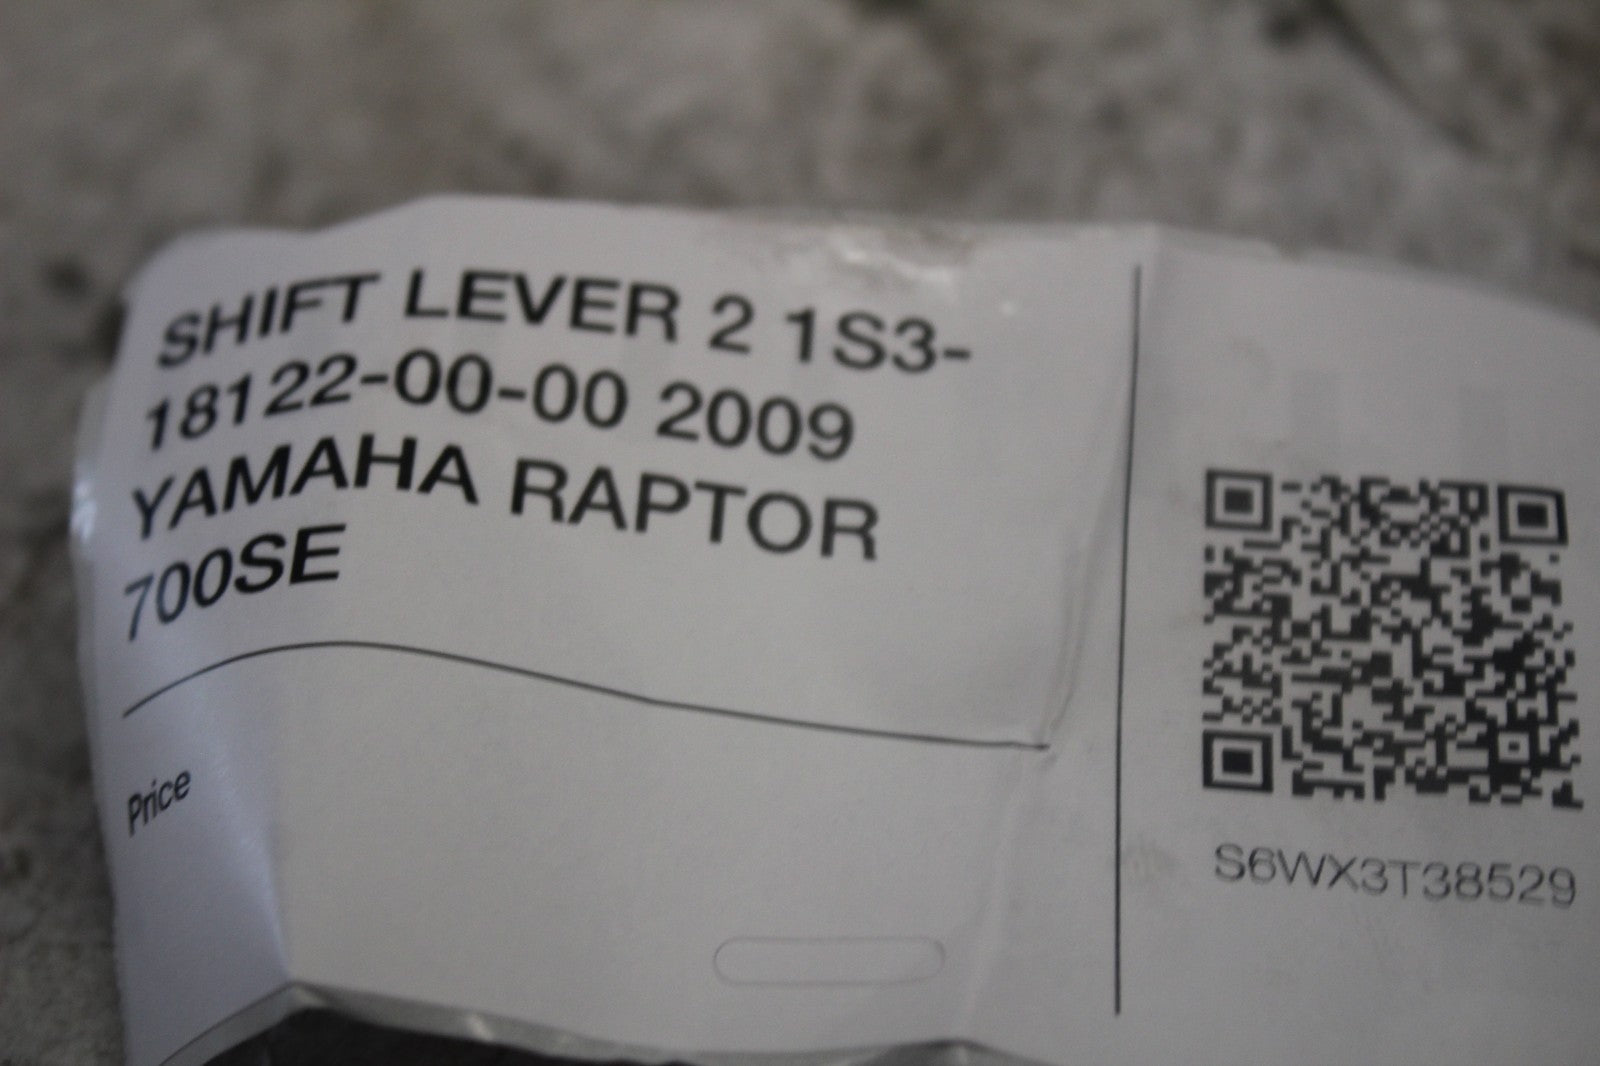 SHIFT LEVER 2 1S3-
18122-00-00 2009
YAMAHA RAPTOR
700SE
Price
S6WX3T38529